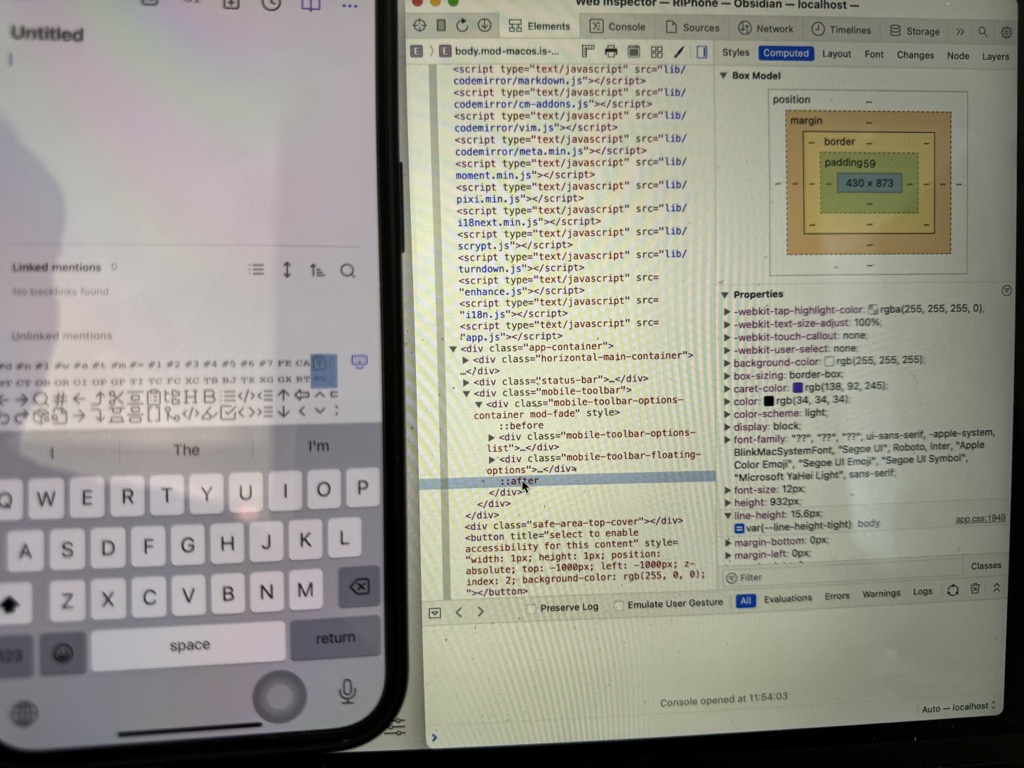 Untitled
Linked mentions 0
No backlinks found.
Unlinked mentions
I The I'm
Q W E R T Y U I O P
A S D F G H J K L
Z X C V B N M
123 space return
Web Inspector — RiPhone — Obsidian — localhost —
Elements Console Sources Network Timelines Storage
E E body.mod-macos.is-...
<script type="text/javascript" src="lib/
codemirror/markdown.js"></script>
<script type="text/javascript" src="lib/
codemirror/cm-addons.js"></script>
<script type="text/javascript" src="lib/
codemirror/vim.js"></script>
<script type="text/javascript" src="lib/
codemirror/meta.min.js"></script>
<script type="text/javascript" src="lib/
moment.min.js"></script>
<script type="text/javascript" src="lib/
pixi.min.js"></script>
<script type="text/javascript" src="lib/
i18next.min.js"></script>
<script type="text/javascript" src="lib/
scrypt.js"></script>
<script type="text/javascript" src="lib/
turndown.js"></script>
<script type="text/javascript" src=
"enhance.js"></script>
<script type="text/javascript" src=
"i18n.js"></script>
<script type="text/javascript" src=
"app.js"></script>
<div class="app-container">
<div class="horizontal-main-container">
…</div>
<div class="status-bar">…</div>
<div class="mobile-toolbar">
<div class="mobile-toolbar-options-
container mod-fade" style>
::before
<div class="mobile-toolbar-options-
list">…</div>
<div class="mobile-toolbar-floating-
options">…</div>
::after
</div>
</div>
</div>
<div class="safe-area-top-cover"></div>
<button title="select to enable
accessibility for this content" style=
"width: 1px; height: 1px; position:
absolute; top: -1000px; left: -1000px; z-
index: 2; background-color: rgb(255, 0, 0);
"></button>
Styles Computed Layout Font Changes Node Layers
Box Model
position –
margin –
border –
padding 59
430 × 873
Properties
-webkit-tap-highlight-color: rgba(255, 255, 255, 0);
-webkit-text-size-adjust: 100%;
-webkit-touch-callout: none;
-webkit-user-select: none;
background-color: rgb(255, 255, 255);
box-sizing: border-box;
caret-color: rgb(138, 92, 245);
color: rgb(34, 34, 34);
color-scheme: light;
display: block;
font-family: "??", "??", "??", ui-sans-serif, -apple-system,
BlinkMacSystemFont, "Segoe UI", Roboto, Inter, "Apple
Color Emoji", "Segoe UI Emoji", "Segoe UI Symbol",
"Microsoft YaHei Light", sans-serif;
font-size: 12px;
height: 932px;
line-height: 15.6px;
var(--line-height-tight) body app.css:1949
margin-bottom: 0px;
margin-left: 0px;
Filter Classes
Preserve Log Emulate User Gesture All Evaluations Errors Warnings Logs
Console opened at 11:54:03
Auto — localhost